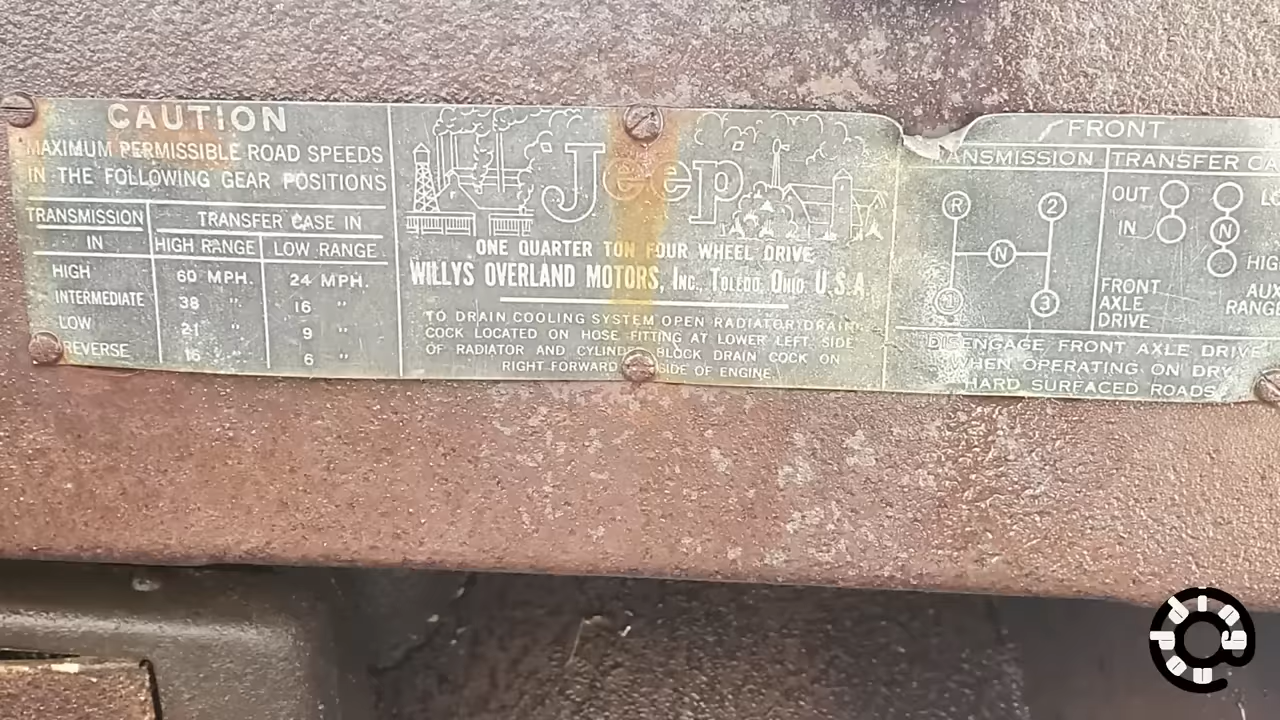 CAUTION
MAXIMUM PERMISSIBLE ROAD SPEEDS
IN THE FOLLOWING GEAR POSITIONS
TRANSMISSION TRANSFER CASE IN
IN HIGH RANGE LOW RANGE
HIGH 60 MPH. 24 MPH.
INTERMEDIATE 38 " 16 "
LOW 21 " 9 "
REVERSE 16 6 "
"Jeep"
ONE QUARTER TON FOUR WHEEL DRIVE
WILLYS OVERLAND MOTORS, INC. TOLEDO, OHIO, U.S.A
TO DRAIN COOLING SYSTEM OPEN RADIATOR DRAIN
COCK LOCATED ON HOSE FITTING AT LOWER LEFT SIDE
OF RADIATOR AND CYLINDER BLOCK DRAIN COCK ON
RIGHT FORWARD SIDE OF ENGINE
FRONT
TRANSMISSION TRANSFER CA
R 2 N 1 3
OUT IN
FRONT
AXLE
DRIVE
LO
N
HIGH
AUX
RANGE
DISENGAGE FRONT AXLE DRIVE
WHEN OPERATING ON DRY
HARD SURFACED ROADS